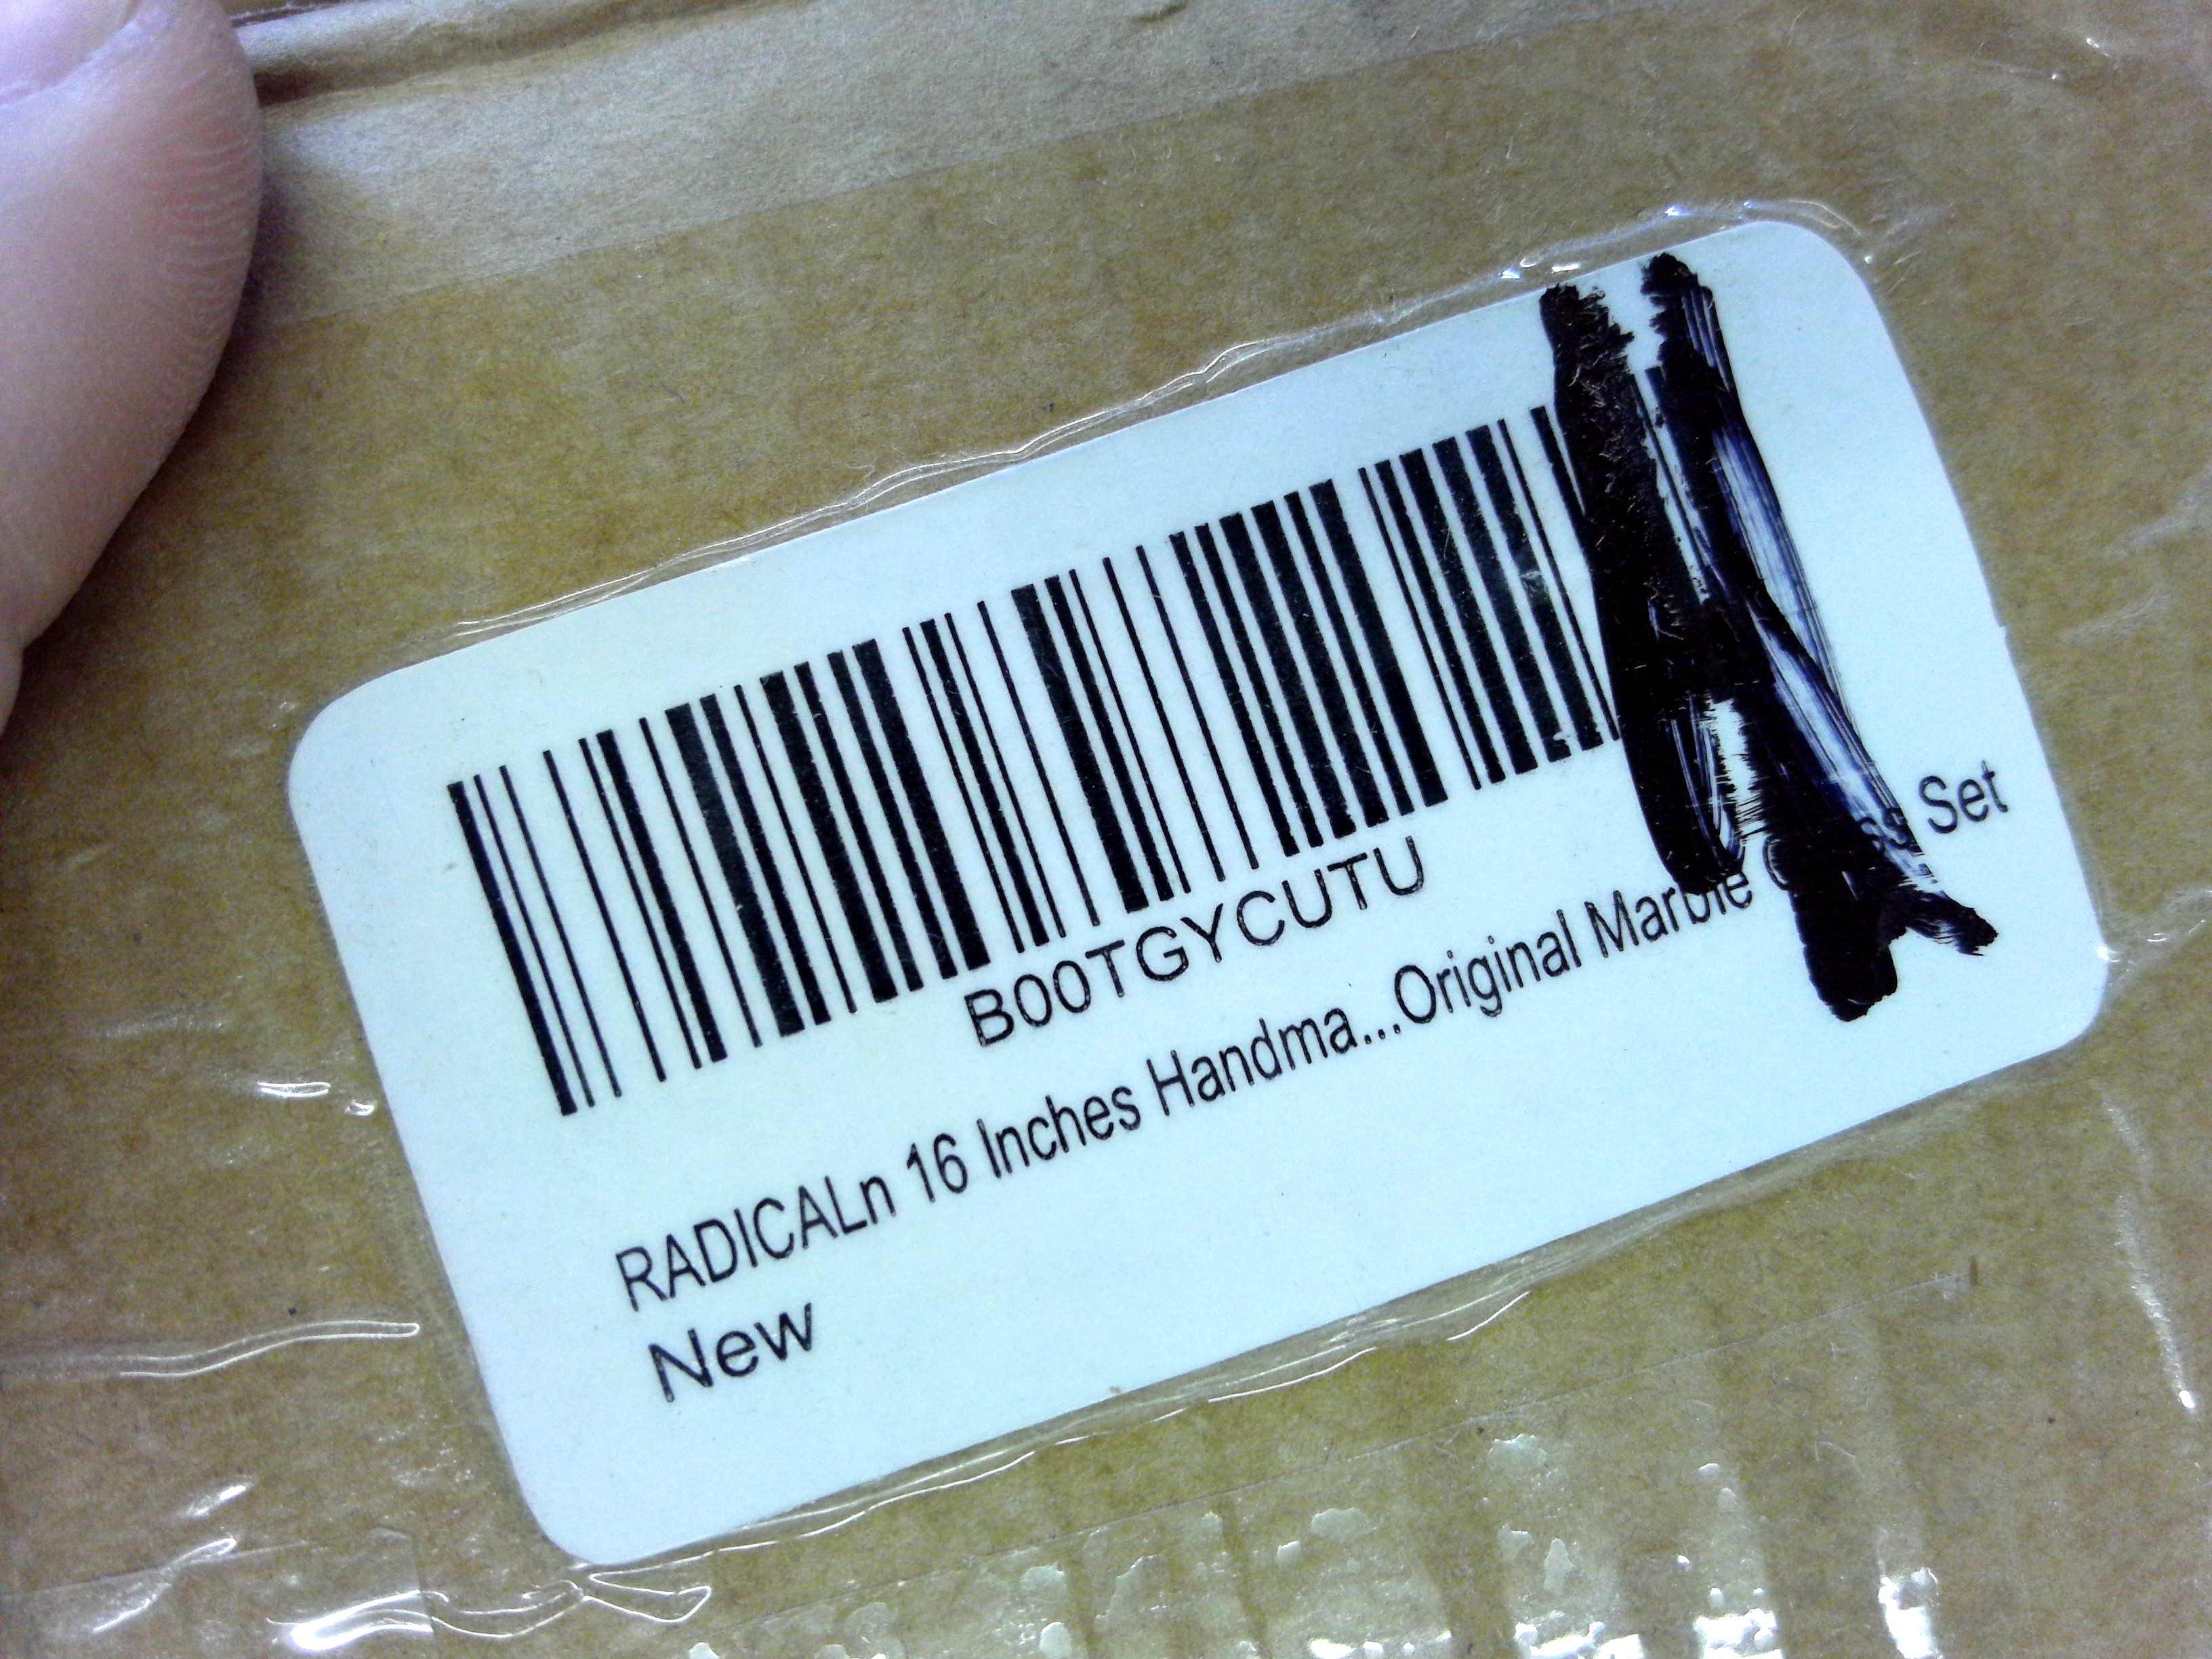 B00TGYCUTU
RADICALn 16 Inches Handma...Original Marble Set
New